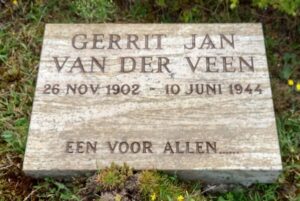 GERRIT JAN
VAN DER VEEN
26 NOV 1902 - 10 JUNI 1944
EEN VOOR ALLEN......